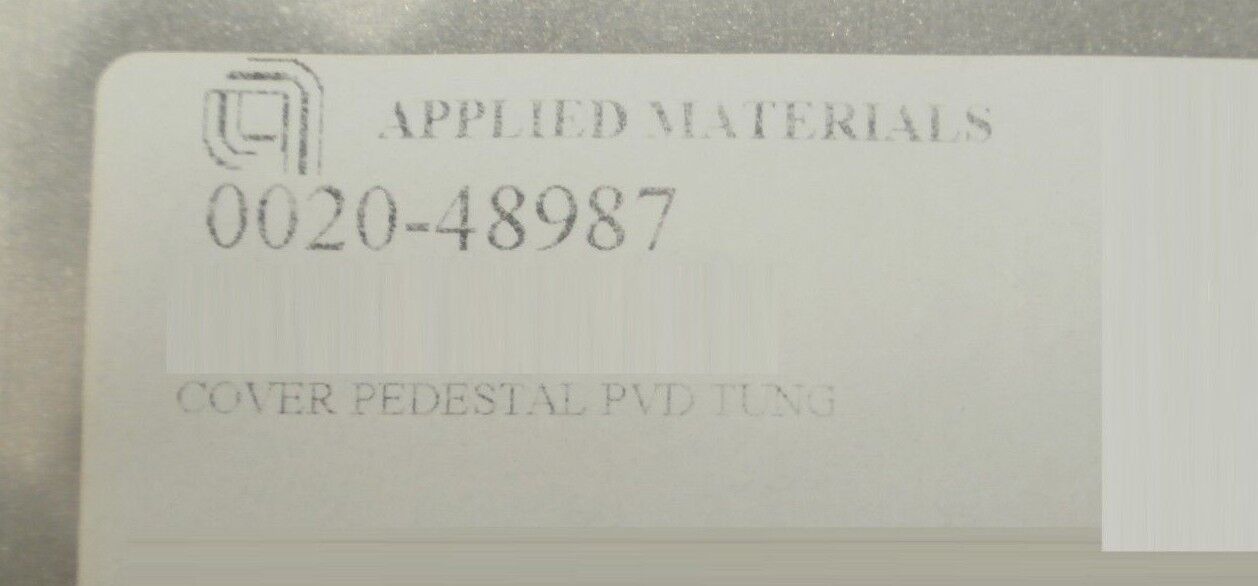 APPLIED MATERIALS
0020-48987
COVER PEDESTAL PVD TUNG